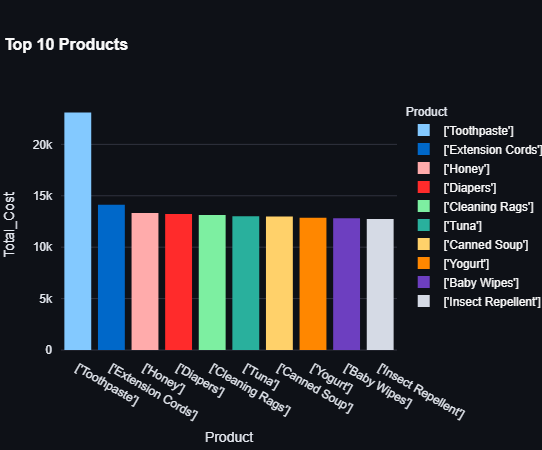 Top 10 Products
Product
['Toothpaste']
['Extension Cords']
['Honey']
['Diapers']
['Cleaning Rags']
['Tuna']
['Canned Soup']
['Yogurt']
['Baby Wipes']
['Insect Repellent']
Total_Cost
20k
15k
10k
5k
0
['Toothpaste']
['Extension Cords']
['Honey']
['Diapers']
['Cleaning Rags']
['Tuna']
['Canned Soup']
['Yogurt']
['Baby Wipes']
['Insect Repellent']
Product